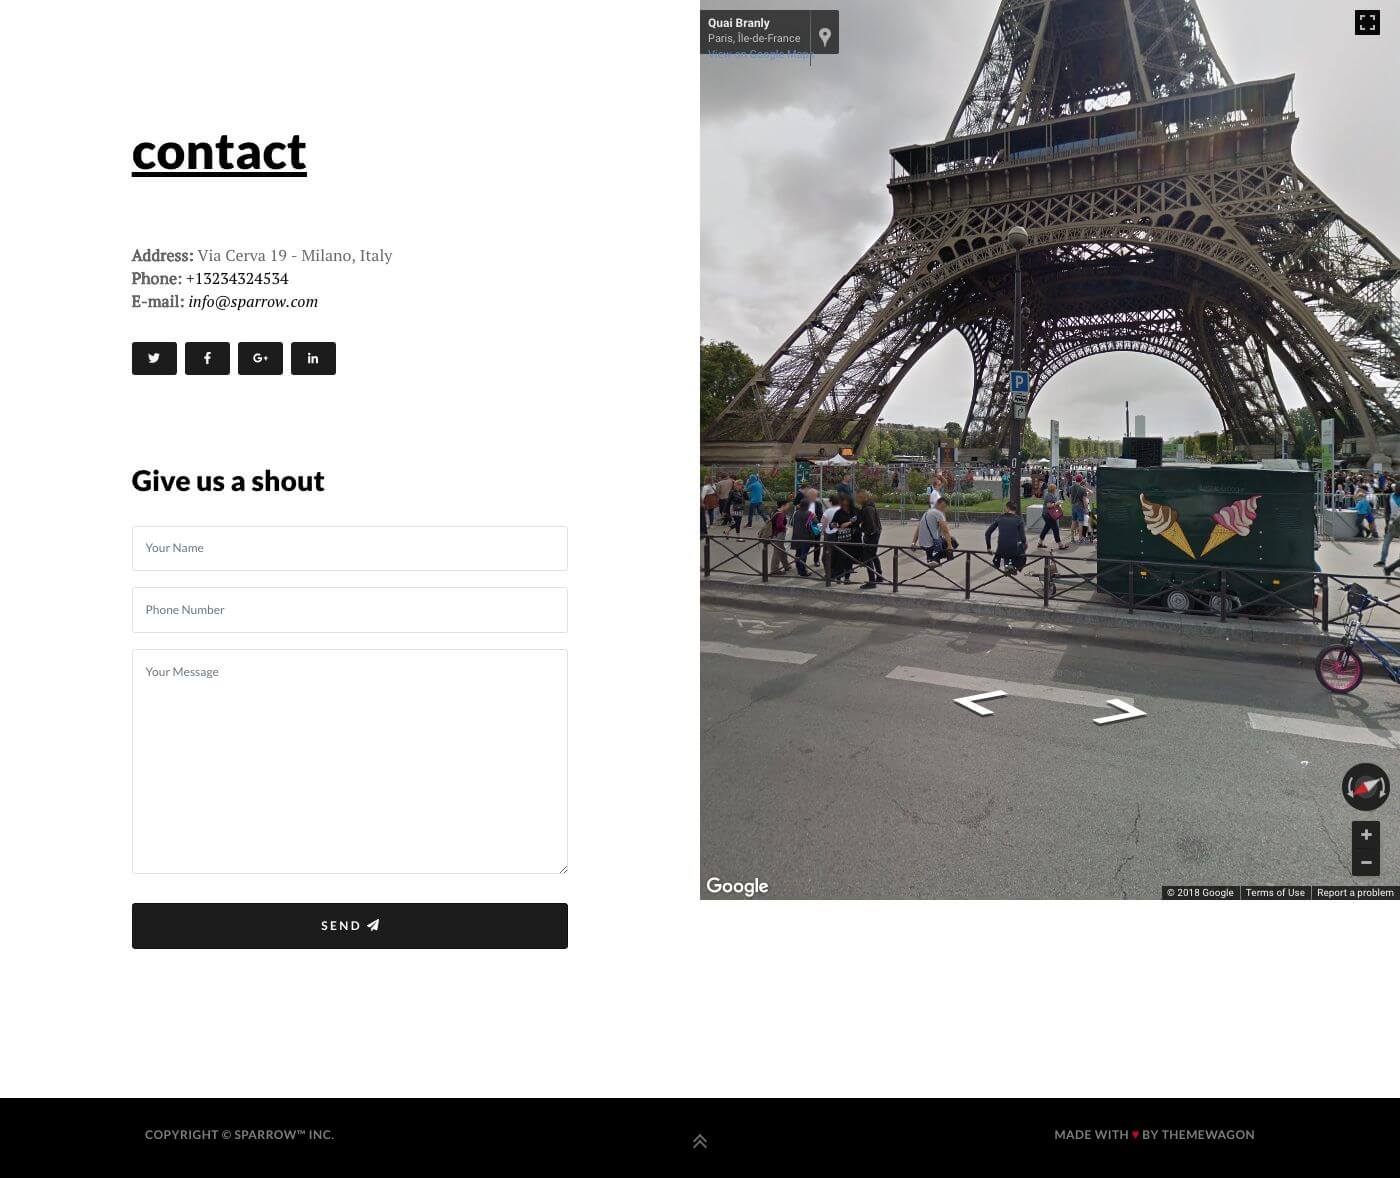 contact
Address: Via Cerva 19 - Milano, Italy
Phone: +13234324534
E-mail: info@sparrow.com
Give us a shout
Your Name
Phone Number
Your Message
SEND
Quai Branly
Paris, Île-de-France
View on Google Maps
P
Google
© 2018 Google
Terms of Use
Report a problem
COPYRIGHT © SPARROW™ INC.
MADE WITH ♥ BY THEMEWAGON